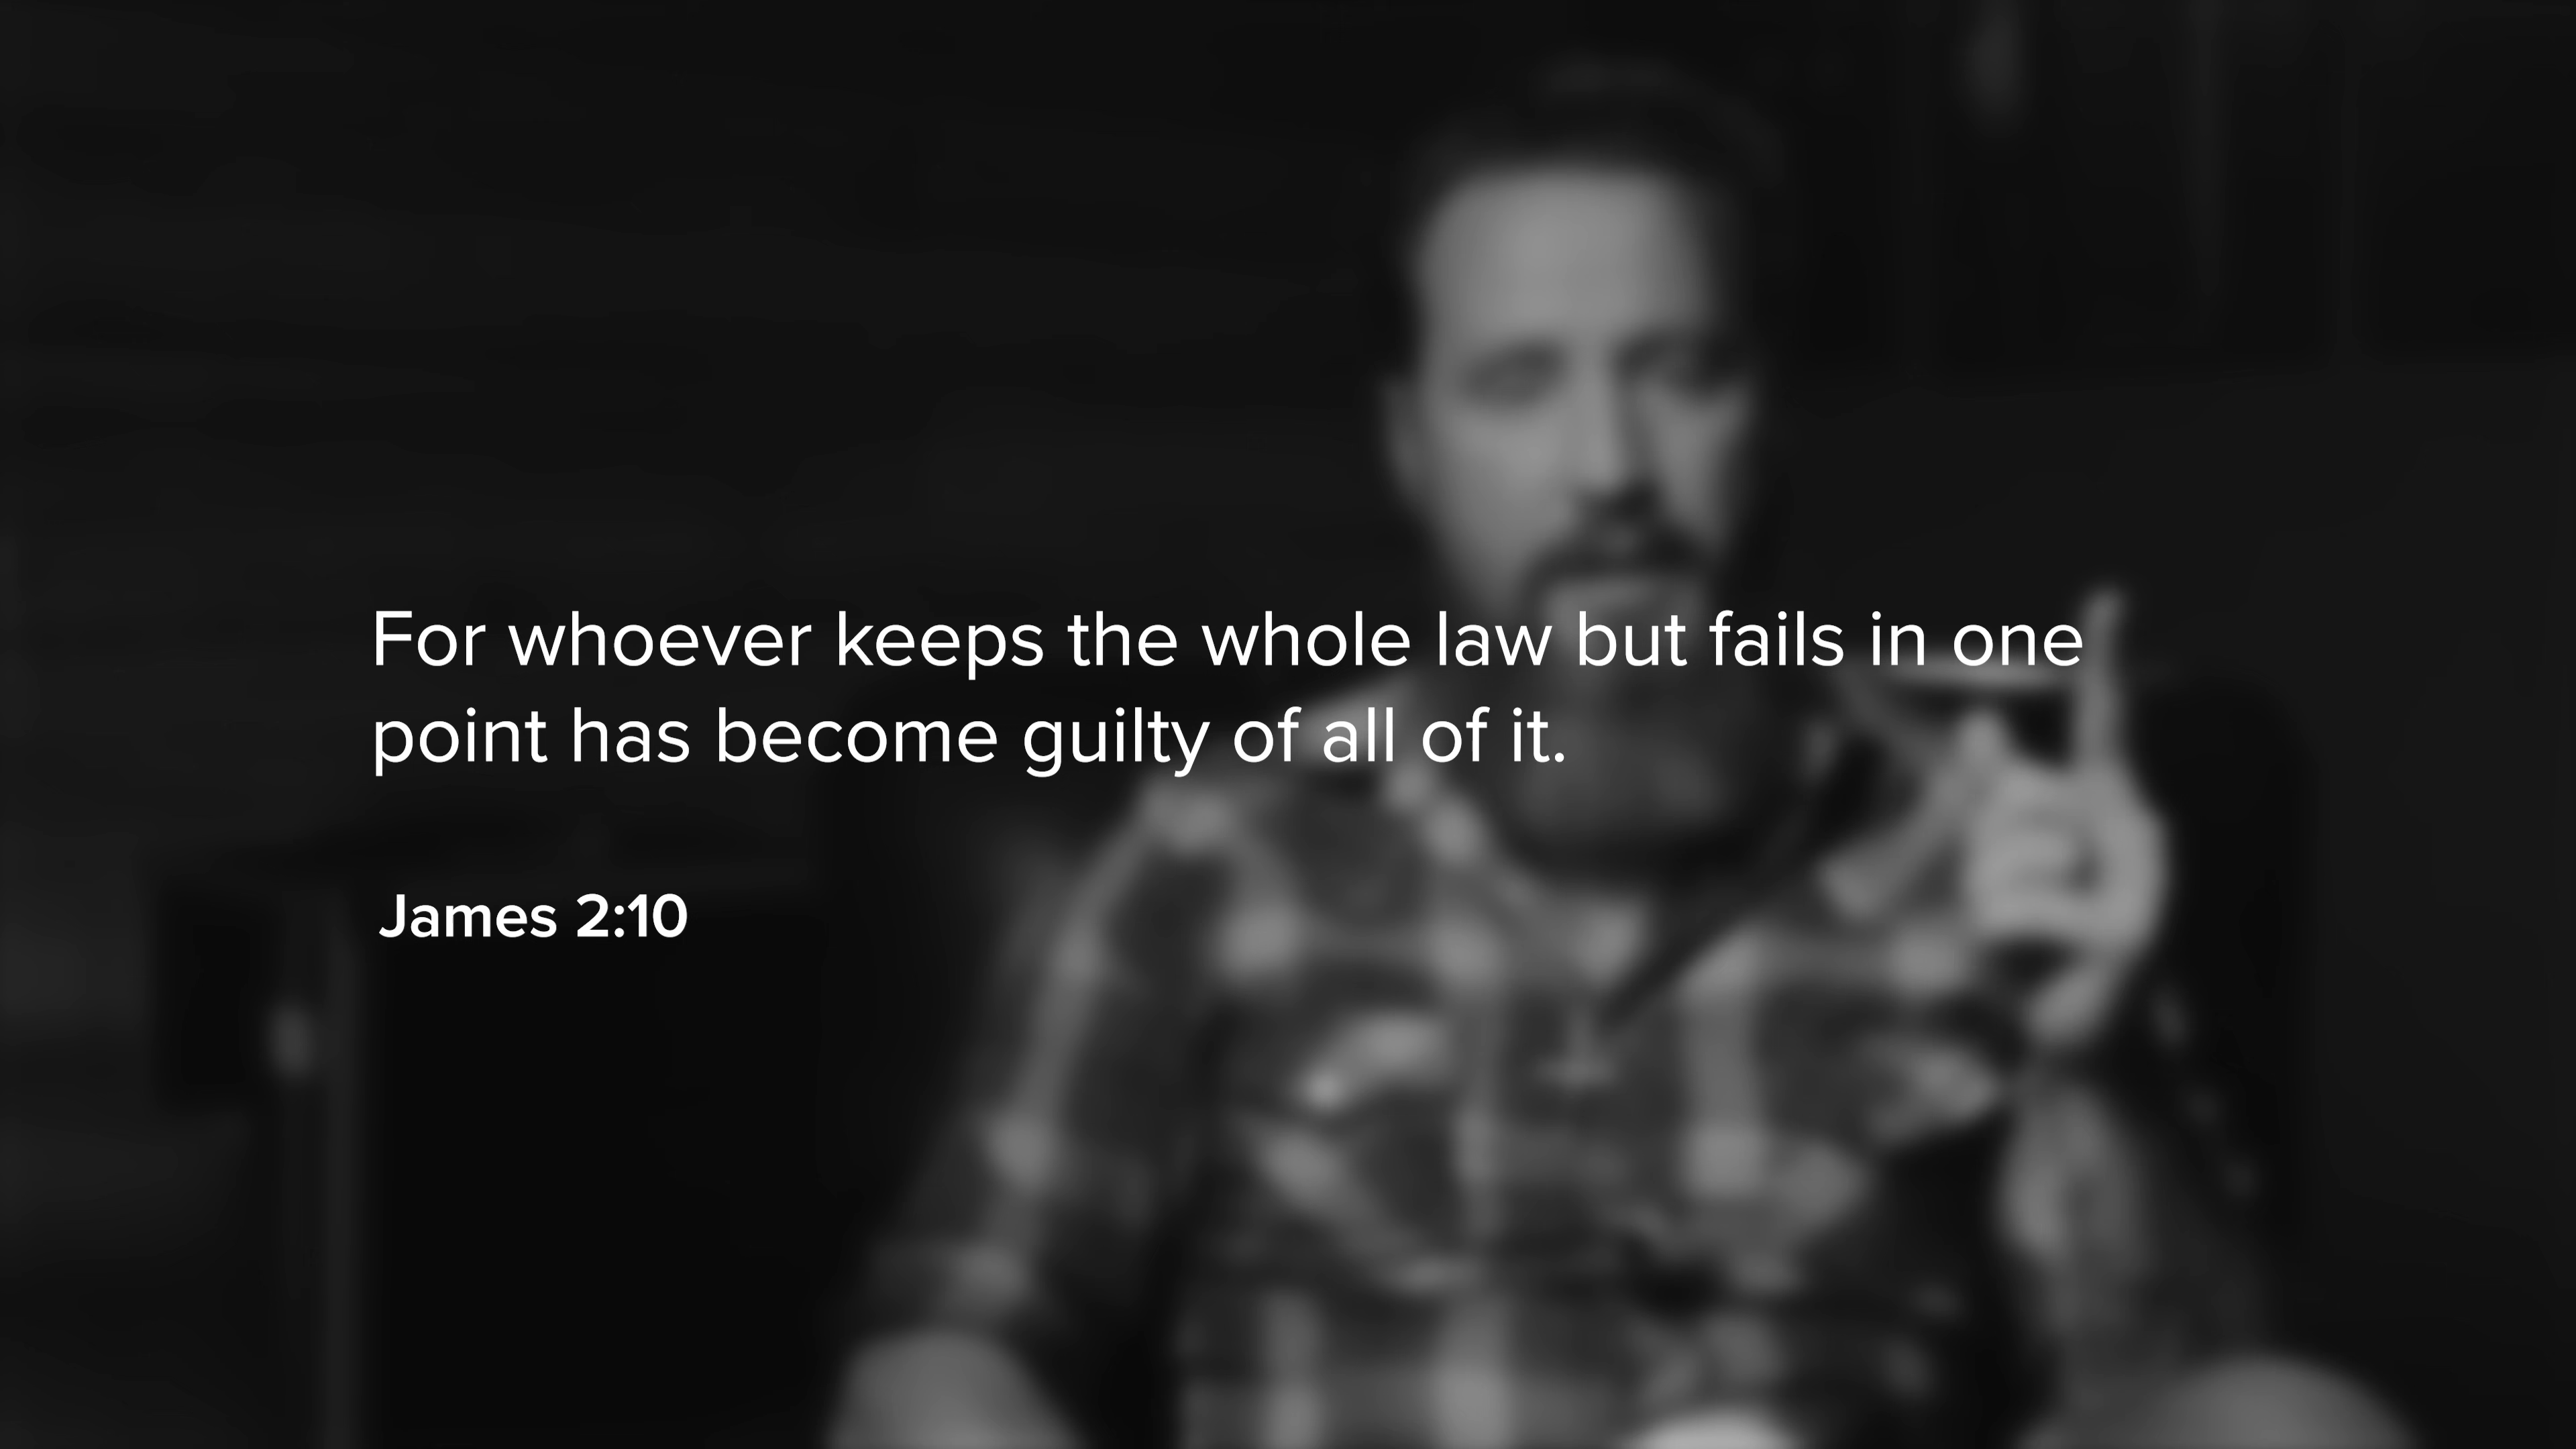 For whoever keeps the whole law but fails in one
point has become guilty of all of it.
James 2:10